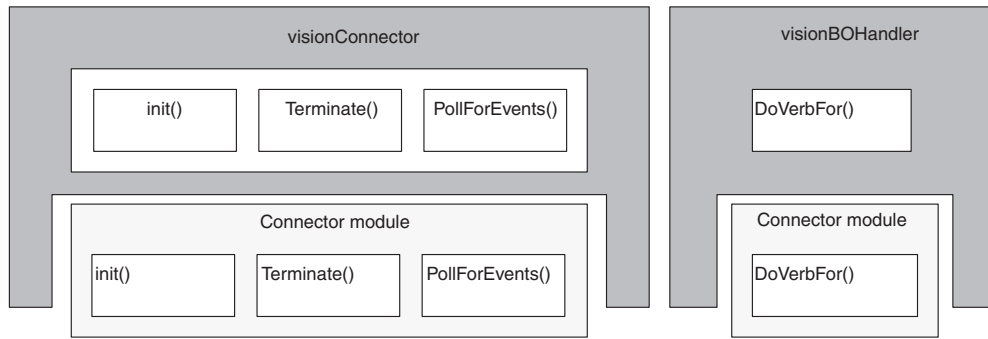 visionConnector
init()
Terminate()
PollForEvents()
Connector module
init()
Terminate()
PollForEvents()
visionBOHandler
DoVerbFor()
Connector module
DoVerbFor()